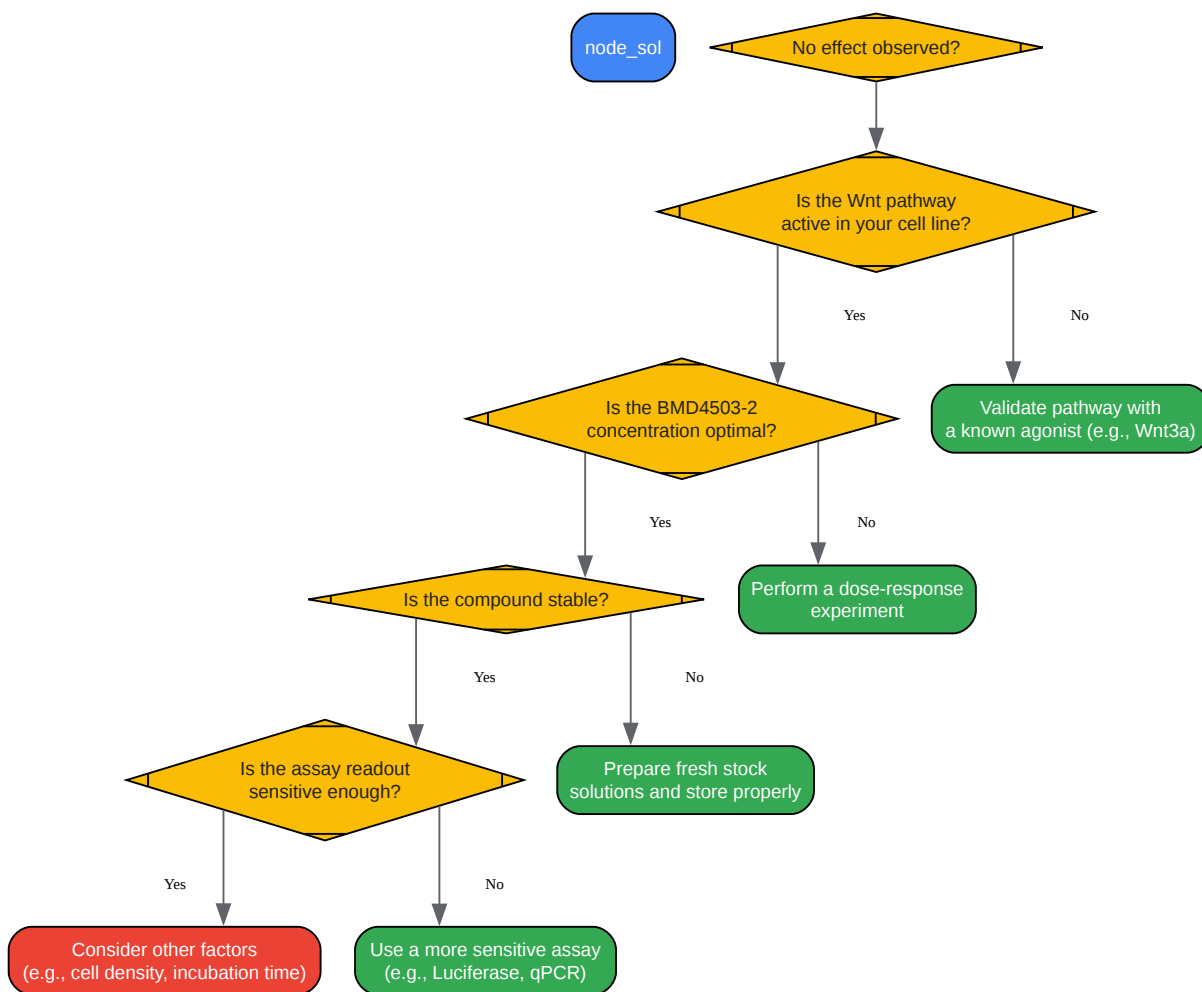 node_sol
No effect observed?
Is the Wnt pathway
active in your cell line?
Yes
No
Is the BMD4503-2
concentration optimal?
Validate pathway with
a known agonist (e.g., Wnt3a)
Yes
No
Is the compound stable?
Perform a dose-response
experiment
Yes
No
Is the assay readout
sensitive enough?
Prepare fresh stock
solutions and store properly
Yes
No
Consider other factors
(e.g., cell density, incubation time)
Use a more sensitive assay
(e.g., Luciferase, qPCR)